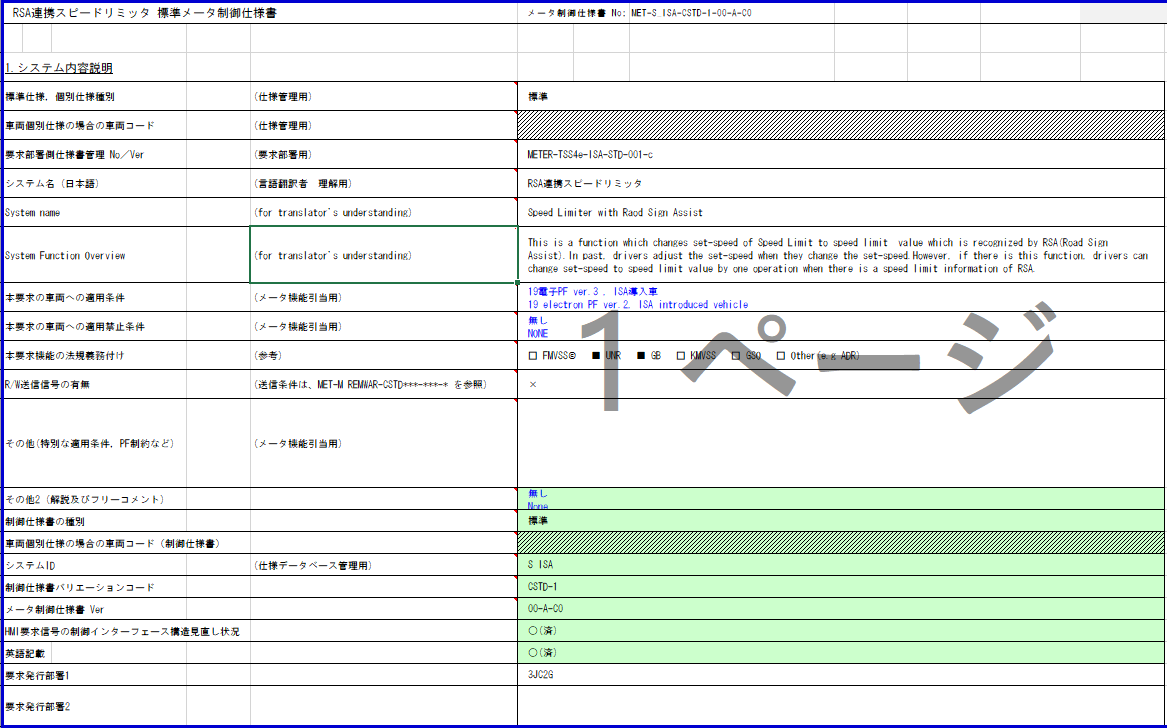 RSA連携スピードリミッタ 標準メータ制御仕様書 メータ制御仕様書 No: MET-S_ISA-CSTD-1-00-A-C0
1. システム内容説明
標準仕様, 個別仕様種別 (仕様管理用) 標準
車両個別仕様の場合の車両コード (仕様管理用)
要求部署側仕様書管理 No／Ver (要求部署用) METER-TSS4e-ISA-STD-001-c
システム名 (日本語) (言語翻訳者　理解用) RSA連携スピードリミッタ
System name (for translator's understanding) Speed Limiter with Raod Sign Assist
System Function Overview (for translator's understanding) This is a function which changes set-speed of Speed Limit to speed limit value which is recognized by RSA(Road Sign
Assist).In past, drivers adjust the set-speed when they change the set-speed.However, if there is this function, drivers can
change set-speed to speed limit value by one operation when there is a speed limit information of RSA.
本要求の車両への適用条件 (メータ機能引当用) 19電子PF ver.3 , ISA導入車
19 electron PF ver.2, ISA introduced vehicle
本要求の車両への適用禁止条件 (メータ機能引当用) 無し
NONE
本要求機能の法規義務付け (参考) □ FMVSS© ■ UNR ■ GB □ KMVSS □ GSO □ Other(e.g ADR)
R/W送信信号の有無 (送信条件は、MET-M_REMWAR-CSTD***-***-* を参照) ×
その他(特別な適用条件, PF制約など) (メータ機能引当用)
1 ページ
その他2 (解説及びフリーコメント) 無し
None
制御仕様書の種別 標準
車両個別仕様の場合の車両コード (制御仕様書)
システムID (仕様データベース管理用) S_ISA
制御仕様書バリエーションコード CSTD-1
メータ制御仕様書 Ver 00-A-C0
HMI要求信号の制御インターフェース構造見直し状況 〇(済)
英語記載 〇(済)
要求発行部署1 3JC2G
要求発行部署2